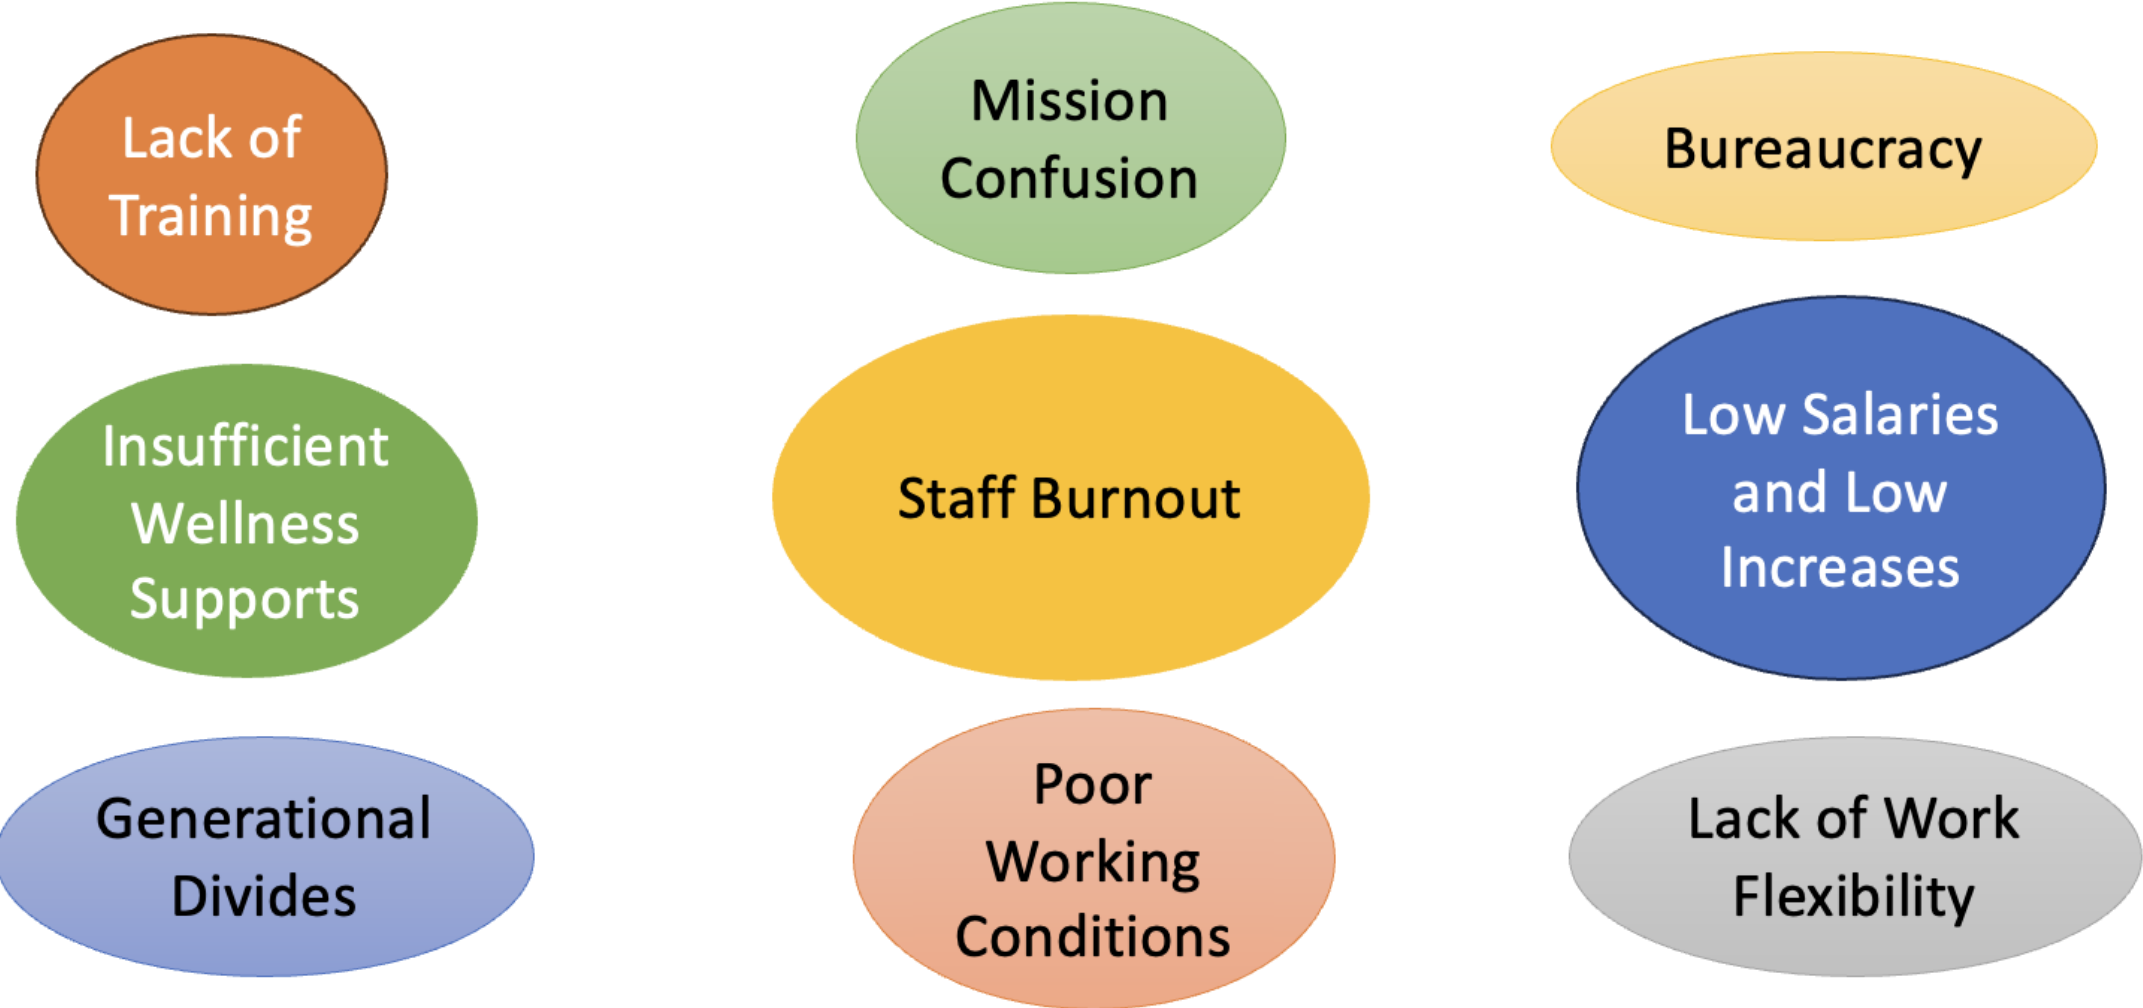 Lack of
Training
Mission
Confusion
Bureaucracy
Insufficient
Wellness
Supports
Staff Burnout
Low Salaries
and Low
Increases
Generational
Divides
Poor
Working
Conditions
Lack of Work
Flexibility